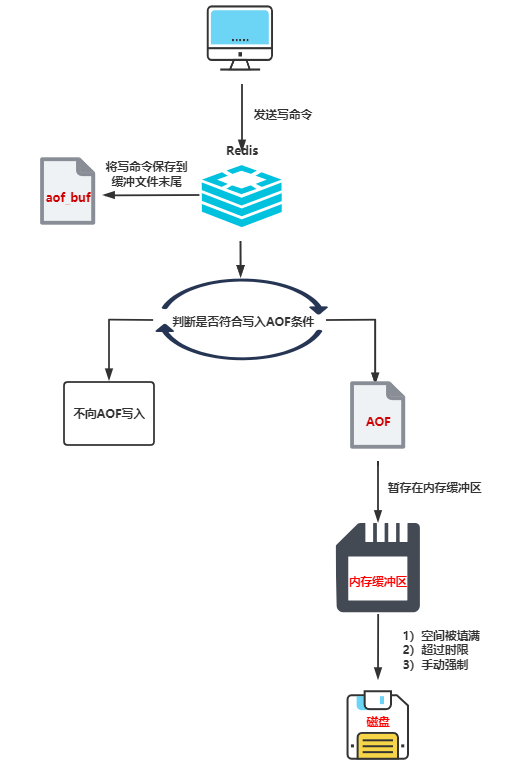 发送写命令
Redis
将写命令保存到
缓冲文件末尾
aof_buf
判断是否符合写入AOF条件
不向AOF写入
AOF
暂存在内存缓冲区
内存缓冲区
1）空间被填满
2）超过时限
3）手动强制
磁盘